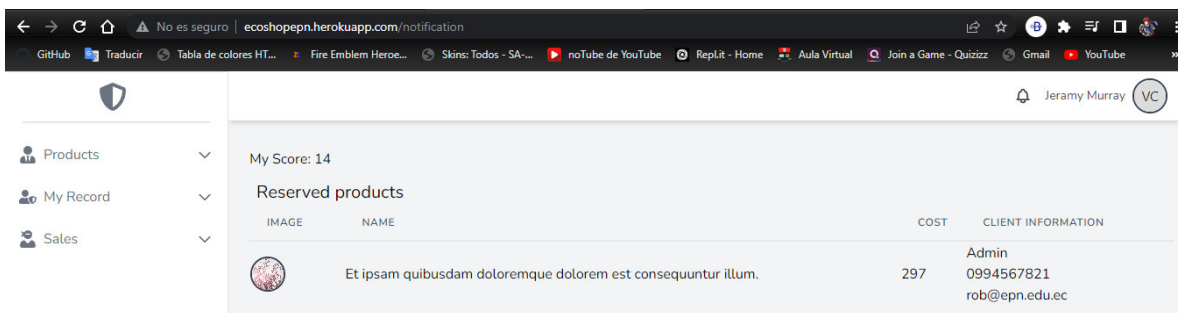 No es seguro | ecoshopepn.herokuapp.com/notification
GitHub Traducir Tabla de colores HT... Fire Emblem Heroe... Skins: Todos - SA-... noTube de YouTube Repl.it - Home Aula Virtual Join a Game - Quizizz Gmail YouTube »
Jeramy Murray VC
Products
My Record
Sales
My Score: 14
Reserved products
IMAGE NAME COST CLIENT INFORMATION
Et ipsam quibusdam doloremque dolorem est consequuntur illum. 297 Admin
0994567821
rob@epn.edu.ec